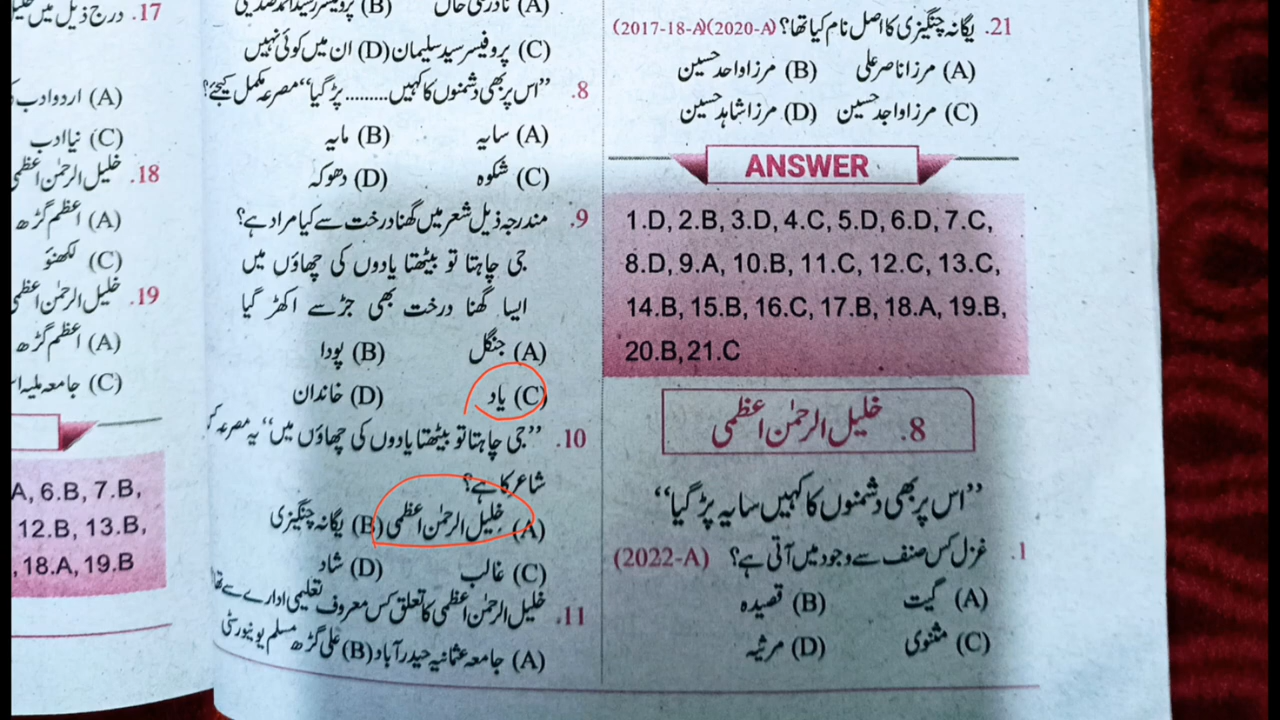 21. یگانہ چنگیزی کا اصل نام کیا تھا؟ (2020-A)(2017-18-A)
(A) مرزا ناصر علی (B) مرزا واحد حسین
(C) مرزا واجد حسین (D) مرزا شاہد حسین
ANSWER
1.D, 2.B, 3.D, 4.C, 5.D, 6.D, 7.C,
8.D, 9.A, 10.B, 11.C, 12.C, 13.C,
14.B, 15.B, 16.C, 17.B, 18.A, 19.B,
20.B, 21.C
8. خلیل الرحمٰن اعظمی
”اس پر بھی دشمنوں کا کہیں سایہ پڑ گیا“
1. غزل کس صنف سے وجود میں آتی ہے؟ (2022-A)
(A) گیت (B) قصیدہ
(C) مثنوی (D) مرثیہ
(A) (B)
(C) پروفیسر سید سلیمان (D) ان میں کوئی نہیں
8. ”اس پر بھی دشمنوں کا کہیں......... پڑ گیا“ مصرعہ مکمل کیجئے؟
(A) سایہ (B) مایہ
(C) شکوہ (D) دھوکہ
9. مندرجہ ذیل شعر میں گھنا درخت سے کیا مراد ہے؟
جی چاہتا تو بیٹھتا یادوں کی چھاؤں میں
ایسا گھنا درخت بھی جڑ سے اکھڑ گیا
(A) جنگل (B) پودا
(C) یاد (D) خاندان
10. ”جی چاہتا تو بیٹھتا یادوں کی چھاؤں میں“ یہ مصرعہ
شاعر کا ہے؟
(A) خلیل الرحمٰن اعظمی (B) یگانہ چنگیزی
(C) غالب (D) شاد
11. خلیل الرحمٰن اعظمی کا تعلق کس معروف تعلیمی ادارے سے تھا
(A) جامعہ عثمانیہ حیدرآباد (B) علی گڑھ مسلم یونیورسٹی
17. درج ذیل میں
(A) اردو ادب
(C) نیا ادب
18. خلیل الرحمٰن اعظمی
(A) اعظم گڑھ
(C) لکھنؤ
19. خلیل الرحمٰن اعظمی
(A) اعظم گڑھ
(C) جامعہ ملیہ
A, 6.B, 7.B,
12.B, 13.B,
, 18.A, 19.B